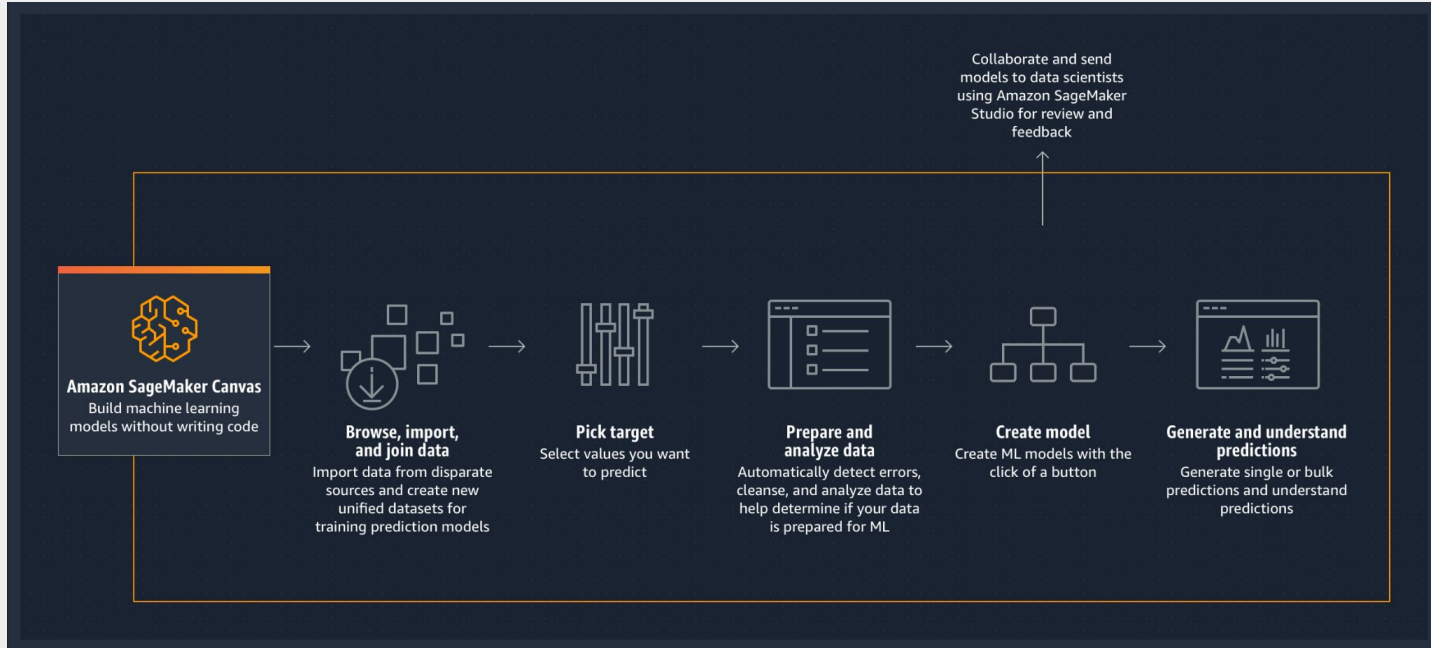 Collaborate and send
models to data scientists
using Amazon SageMaker
Studio for review and
feedback
Amazon SageMaker Canvas
Build machine learning
models without writing code
Browse, import,
and join data
Import data from disparate
sources and create new
unified datasets for
training prediction models
Pick target
Select values you want
to predict
Prepare and
analyze data
Automatically detect errors,
cleanse, and analyze data to
help determine if your data
is prepared for ML
Create model
Create ML models with the
click of a button
Generate and understand
predictions
Generate single or bulk
predictions and understand
predictions